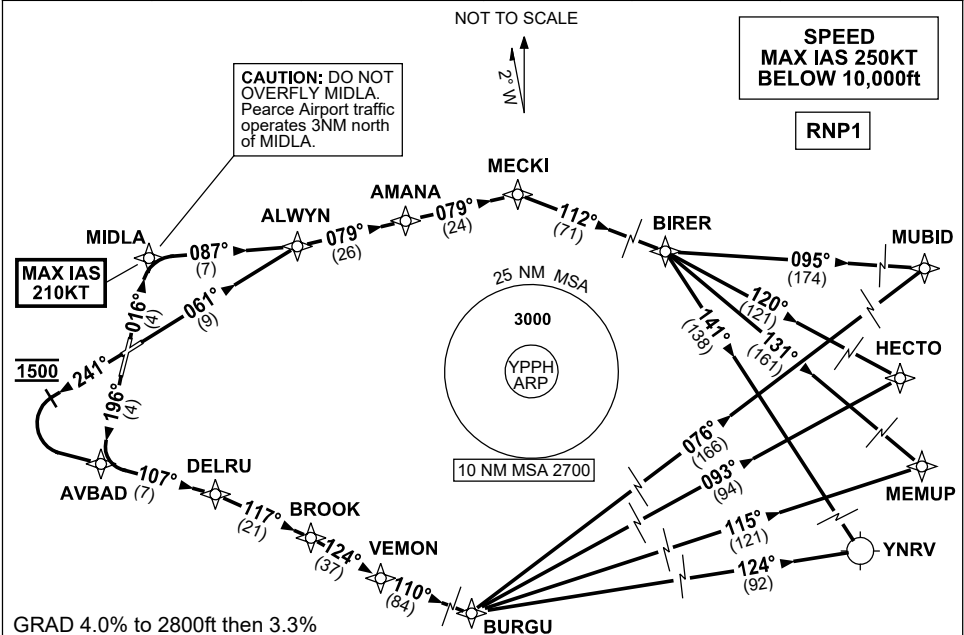 NOT TO SCALE
2° W
SPEED
MAX IAS 250KT
BELOW 10,000ft
RNP1
CAUTION: DO NOT
OVERFLY MIDLA.
Pearce Airport traffic
operates 3NM north
of MIDLA.
MECKI
AMANA
ALWYN
MIDLA
BIRER
MUBID
079°
(24)
112°
(71)
079°
(26)
087°
(7)
MAX IAS
210KT
016°
(4)
061°
(9)
095°
(174)
120°
(121)
131°
(161)
141°
(138)
HECTO
25 NM MSA
3000
YPPH
ARP
10 NM MSA 2700
1500
241°
196°
(4)
AVBAD
107°
(7)
DELRU
117°
(21)
BROOK
124°
(37)
VEMON
110°
(84)
BURGU
076°
(166)
093°
(94)
115°
(121)
124°
(92)
MEMUP
YNRV
GRAD 4.0% to 2800ft then 3.3%